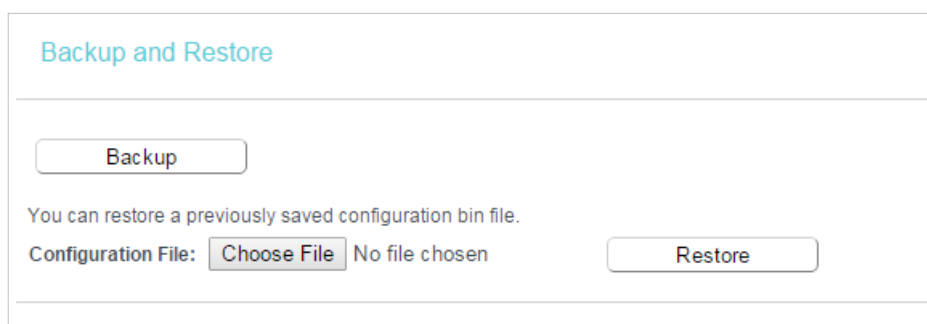 Backup and Restore
Backup
You can restore a previously saved configuration bin file.
Configuration File: Choose File No file chosen Restore